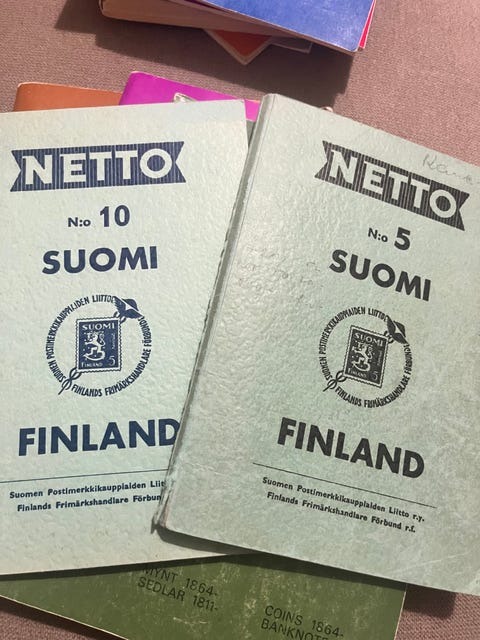 NETTO
N:o 10
SUOMI
SUOMEN POSTIMERKKIKAUPPIAIDEN LIITTO
FINLANDS FRIMÄRKSHANDLARE FÖRBUND
SUOMI
5
FINLAND
FINLAND
Suomen Postimerkkikauppiaiden
Finlands Frimärkshandlare
NETTO
N:o 5
SUOMI
SUOMEN POSTIMERKKIKAUPPIAIDEN LIITTO
FINLANDS FRIMÄRKSHANDLARE FÖRBUND
SUOMI
5
FINLAND
FINLAND
Suomen Postimerkkikauppiaiden Liitto r.y.
Finlands Frimärkshandlare Förbund r.f.
MYNT 1864-
SEDLAR 1811-
COINS 1864-